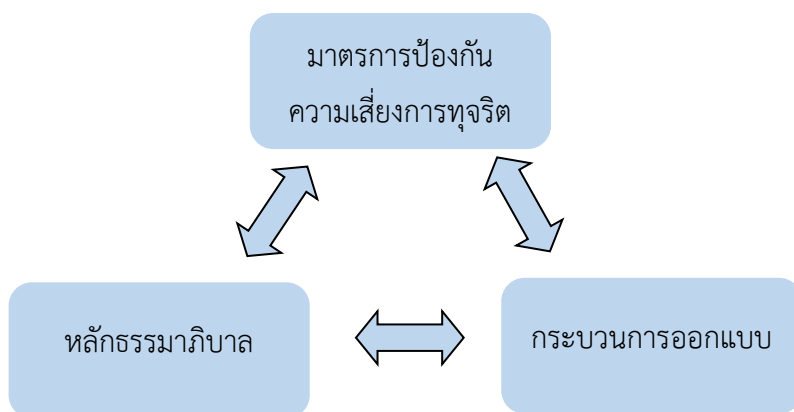 มาตรการป้องกัน
ความเสี่ยงการทุจริต
หลักธรรมาภิบาล
กระบวนการออกแบบ